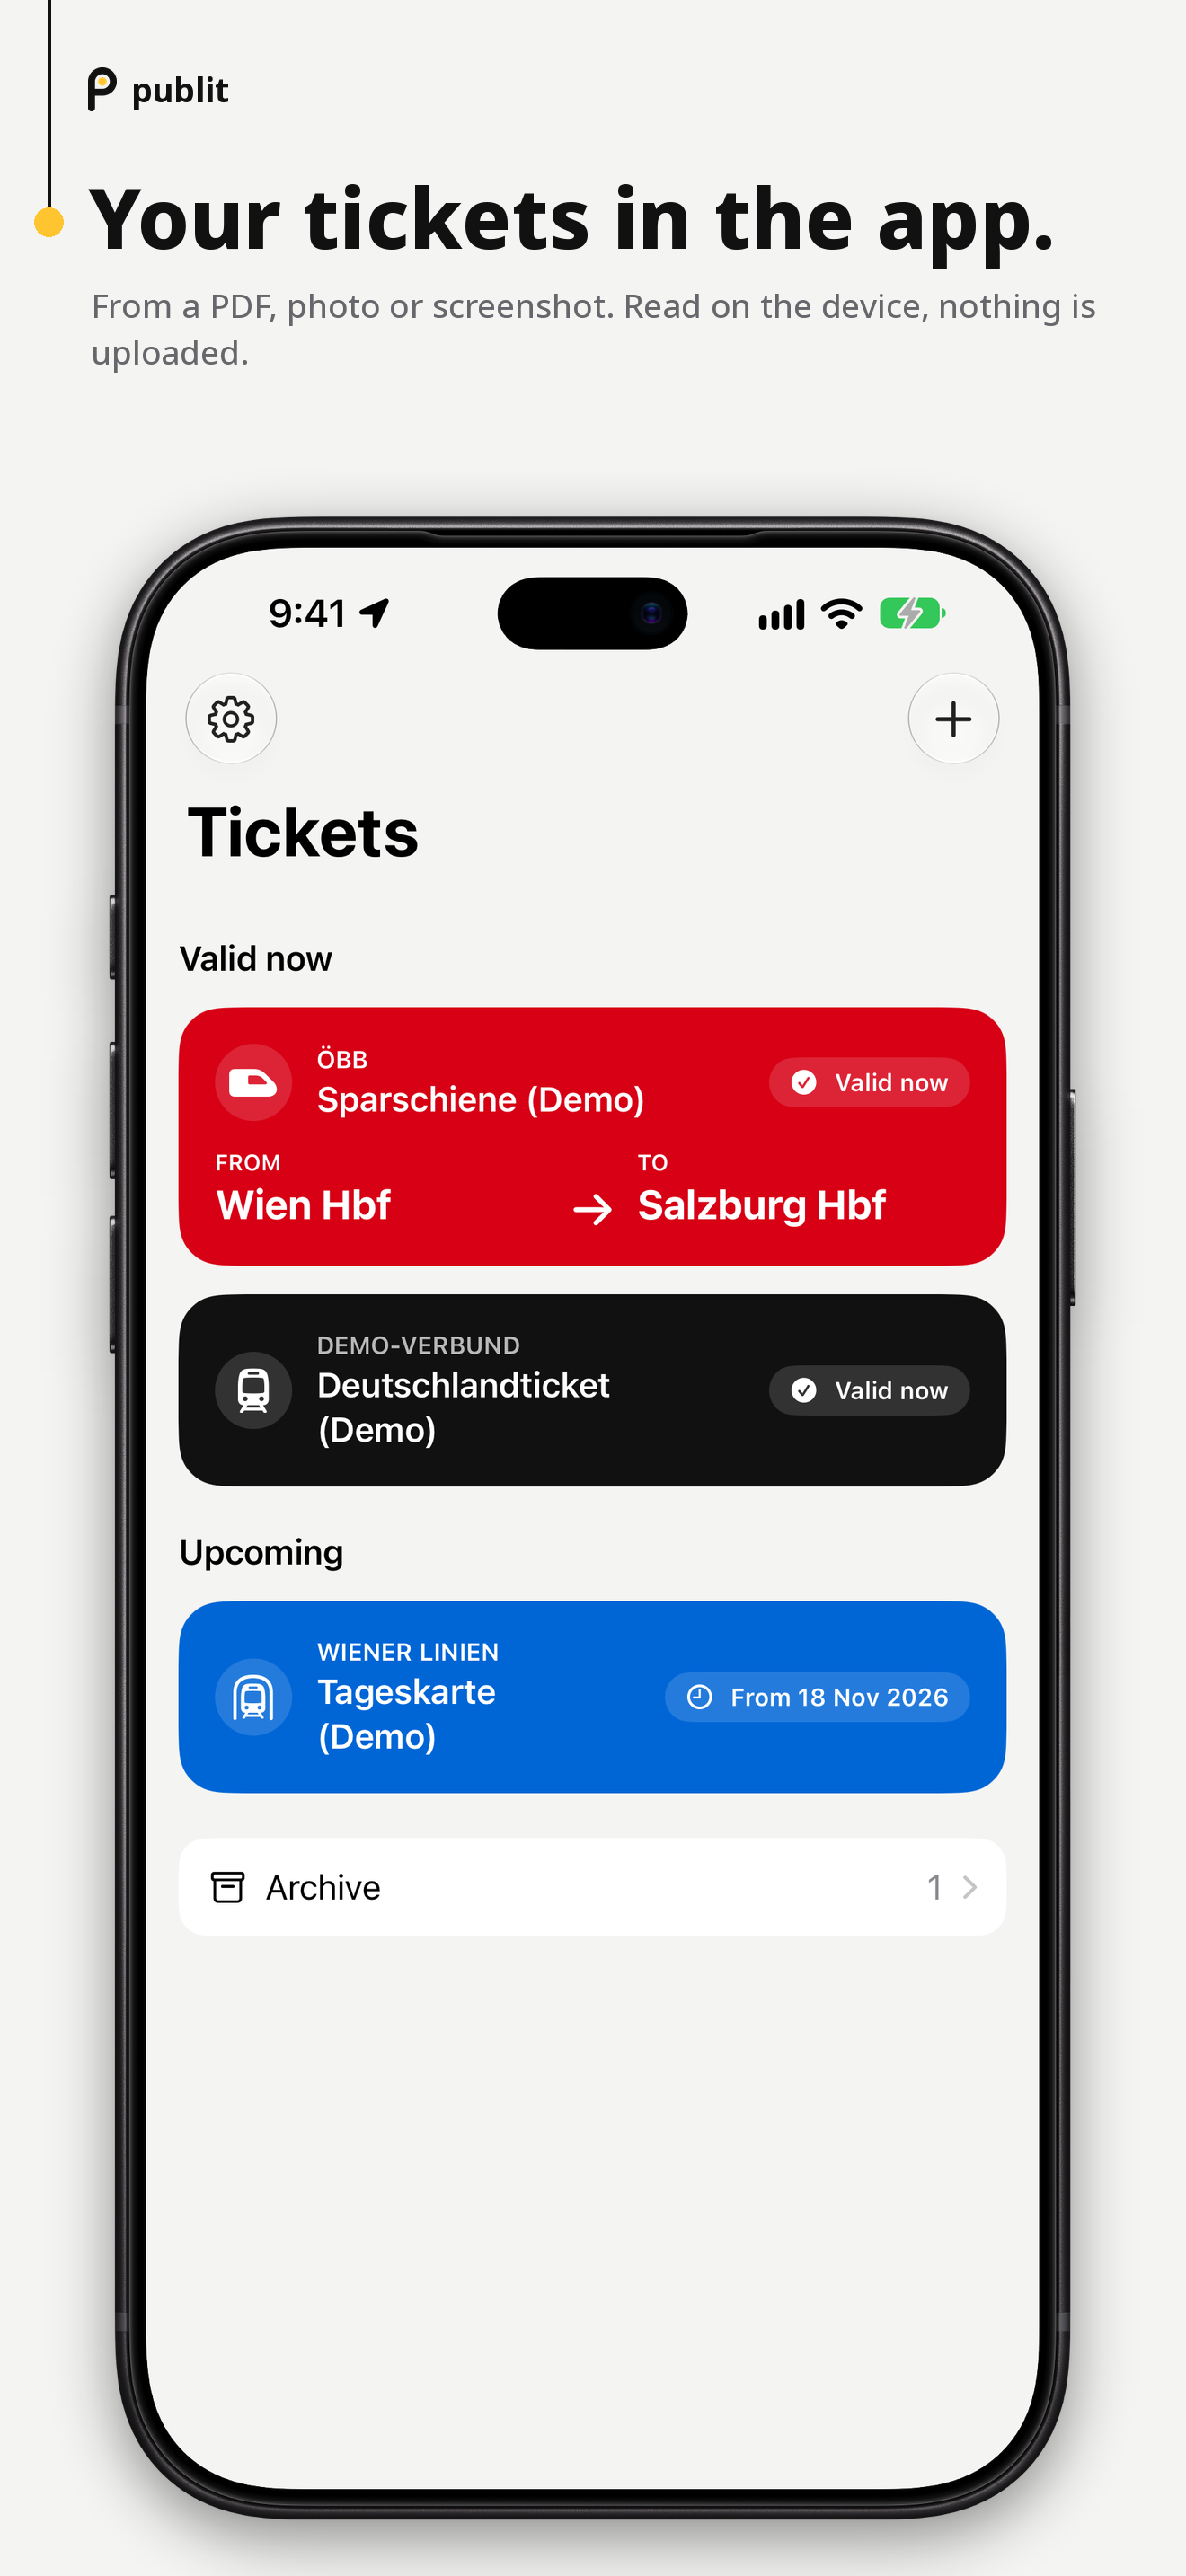 publit
Your tickets in the app.
From a PDF, photo or screenshot. Read on the device, nothing is
uploaded.
9:41
Tickets
Valid now
ÖBB
Sparschiene (Demo)
Valid now
FROM
TO
Wien Hbf
Salzburg Hbf
DEMO-VERBUND
Deutschlandticket
(Demo)
Valid now
Upcoming
WIENER LINIEN
Tageskarte
(Demo)
From 18 Nov 2026
Archive
1